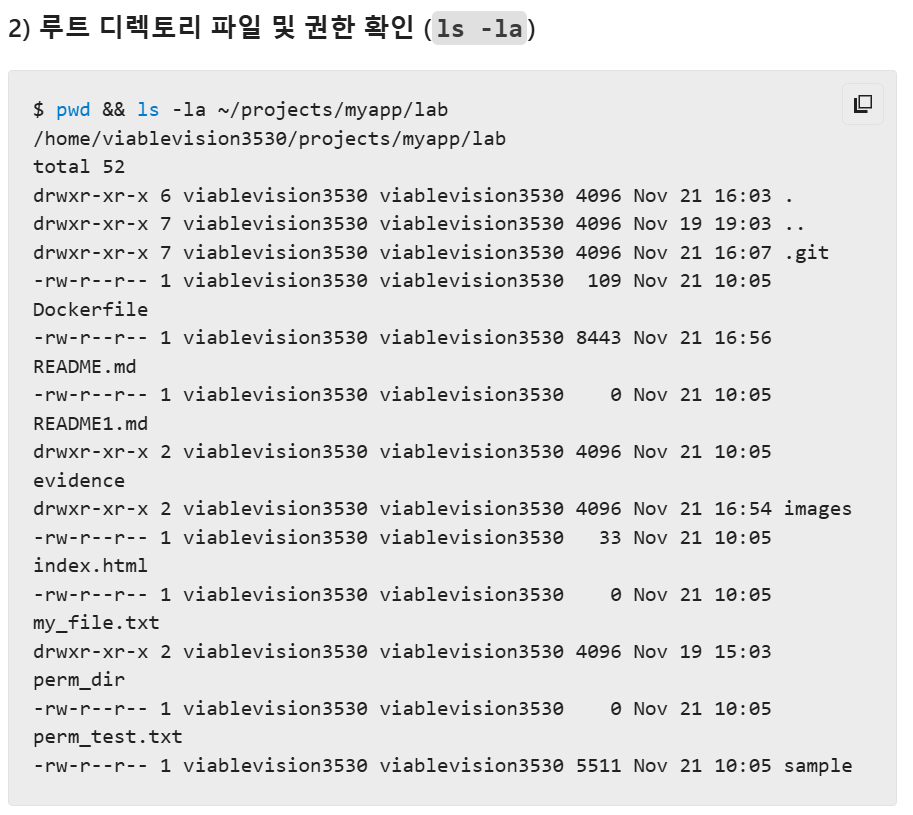 2) 루트 디렉토리 파일 및 권한 확인 (ls -la)
$ pwd && ls -la ~/projects/myapp/lab
/home/viablevision3530/projects/myapp/lab
total 52
drwxr-xr-x 6 viablevision3530 viablevision3530 4096 Nov 21 16:03 .
drwxr-xr-x 7 viablevision3530 viablevision3530 4096 Nov 19 19:03 ..
drwxr-xr-x 7 viablevision3530 viablevision3530 4096 Nov 21 16:07 .git
-rw-r--r-- 1 viablevision3530 viablevision3530  109 Nov 21 10:05
Dockerfile
-rw-r--r-- 1 viablevision3530 viablevision3530 8443 Nov 21 16:56
README.md
-rw-r--r-- 1 viablevision3530 viablevision3530    0 Nov 21 10:05
README1.md
drwxr-xr-x 2 viablevision3530 viablevision3530 4096 Nov 21 10:05
evidence
drwxr-xr-x 2 viablevision3530 viablevision3530 4096 Nov 21 16:54 images
-rw-r--r-- 1 viablevision3530 viablevision3530   33 Nov 21 10:05
index.html
-rw-r--r-- 1 viablevision3530 viablevision3530    0 Nov 21 10:05
my_file.txt
drwxr-xr-x 2 viablevision3530 viablevision3530 4096 Nov 19 15:03
perm_dir
-rw-r--r-- 1 viablevision3530 viablevision3530    0 Nov 21 10:05
perm_test.txt
-rw-r--r-- 1 viablevision3530 viablevision3530 5511 Nov 21 10:05 sample